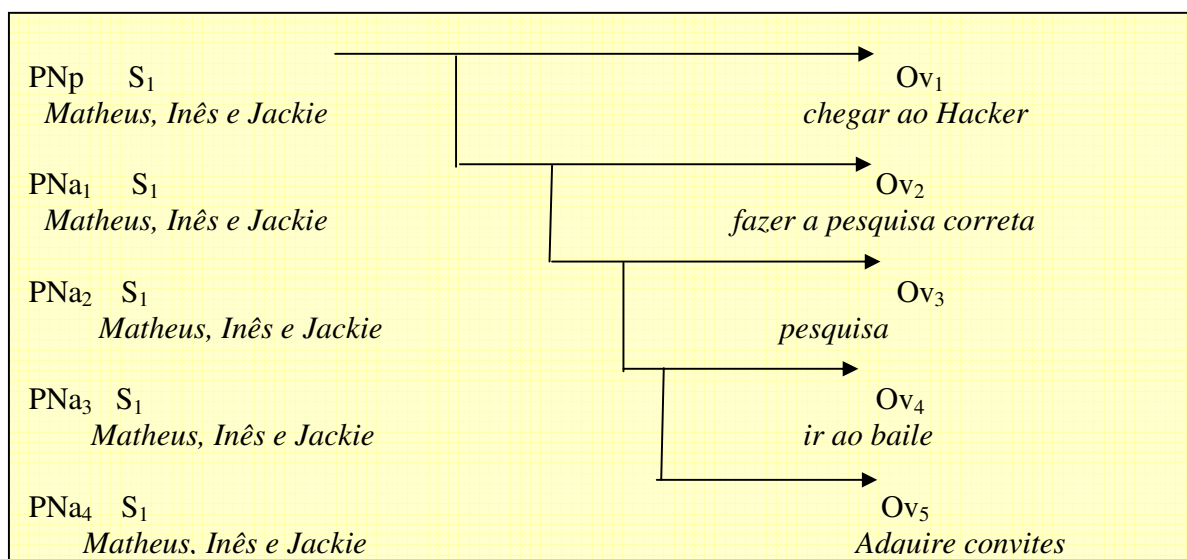 PNp S₁ Ov₁
Matheus, Inês e Jackie chegar ao Hacker
PNa₁ S₁ Ov₂
Matheus, Inês e Jackie fazer a pesquisa correta
PNa₂ S₁ Ov₃
Matheus, Inês e Jackie pesquisa
PNa₃ S₁ Ov₄
Matheus, Inês e Jackie ir ao baile
PNa₄ S₁ Ov₅
Matheus, Inês e Jackie Adquire convites